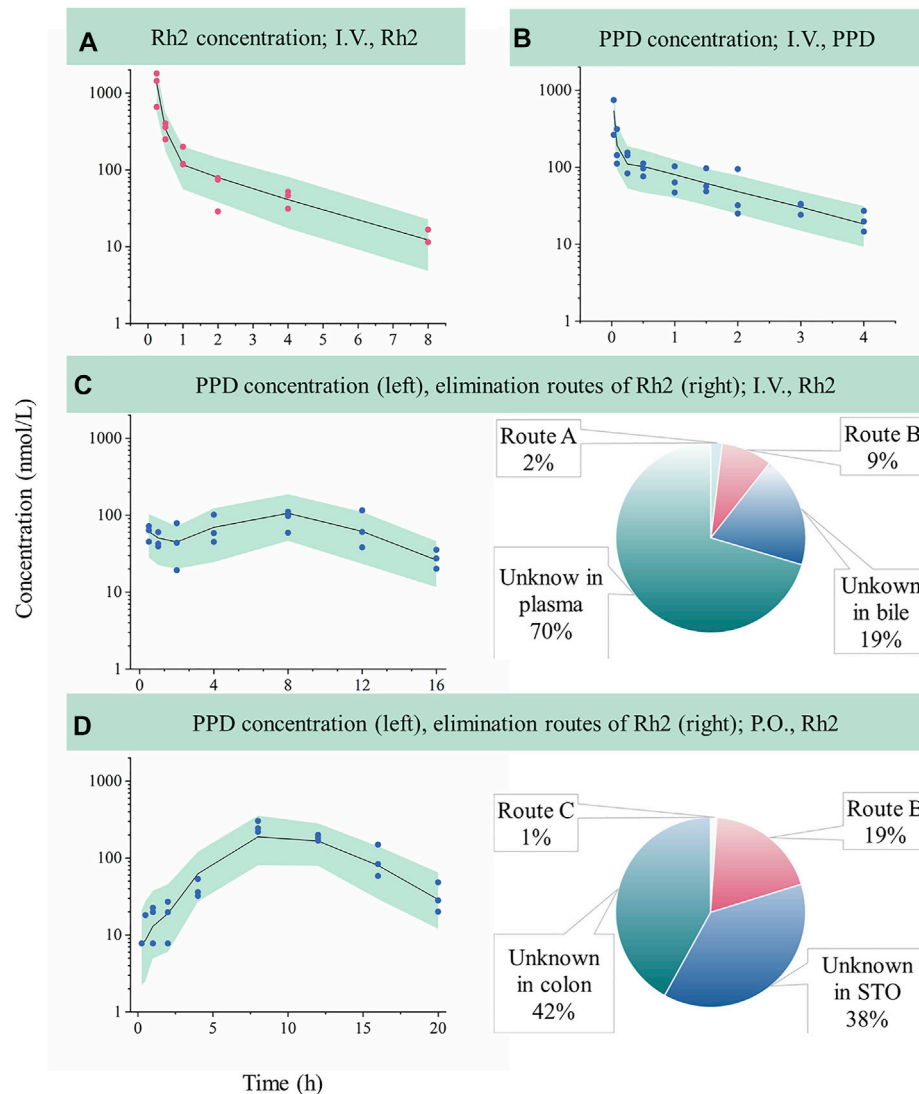 A
Rh2 concentration; I.V., Rh2
B
PPD concentration; I.V., PPD
1000
100
10
1
0 1 2 3 4 5 6 7 8
1000
100
10
1
0 1 2 3 4
C
PPD concentration (left), elimination routes of Rh2 (right); I.V., Rh2
Concentration (nmol/L)
1000
100
10
1
0 4 8 12 16
Route A
2%
Route B
9%
Unknow in
plasma
70%
Unkown
in bile
19%
D
PPD concentration (left), elimination routes of Rh2 (right); P.O., Rh2
1000
100
10
1
0 5 10 15 20
Route C
1%
Route B
19%
Unknown
in colon
42%
Unknown
in STO
38%
Time (h)